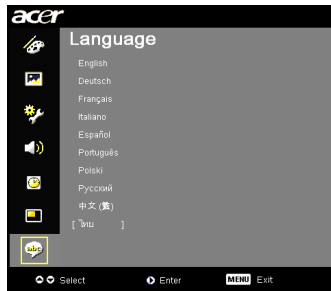 acer
Language
English
Deutsch
Français
Italiano
Español
Português
Polski
Русский
中文 (繁)
[ ไทย ]
abc
Select Enter MENU Exit